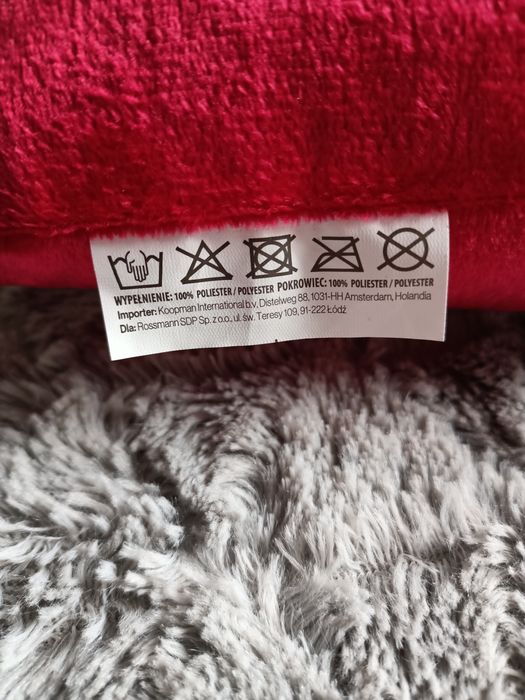 WYPEŁNIENIE: 100% POLIESTER / POLYESTER POKROWIEC: 100% POLIESTER / POLYESTER
Importer: Koopman International b.v., Distelweg 88, 1031-HH Amsterdam, Holandia
Dla: Rossmann SDP Sp. z o.o., ul. św. Teresy 109, 91-222 Łódź